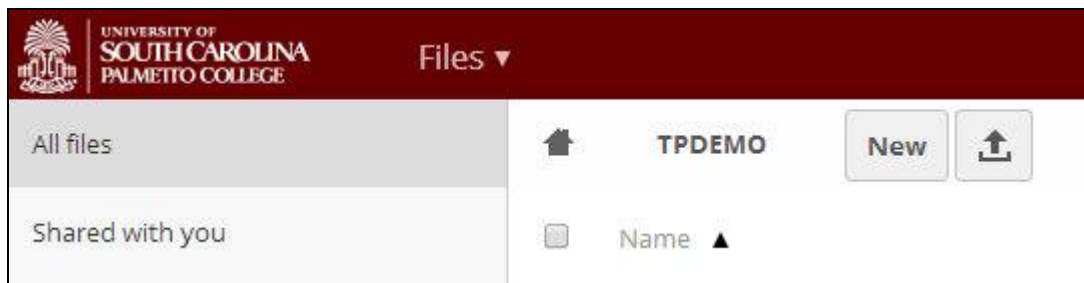 UNIVERSITY OF
SOUTH CAROLINA
PALMETTO COLLEGE
Files ▾
All files
TPDEMO New
Shared with you
Name ▲